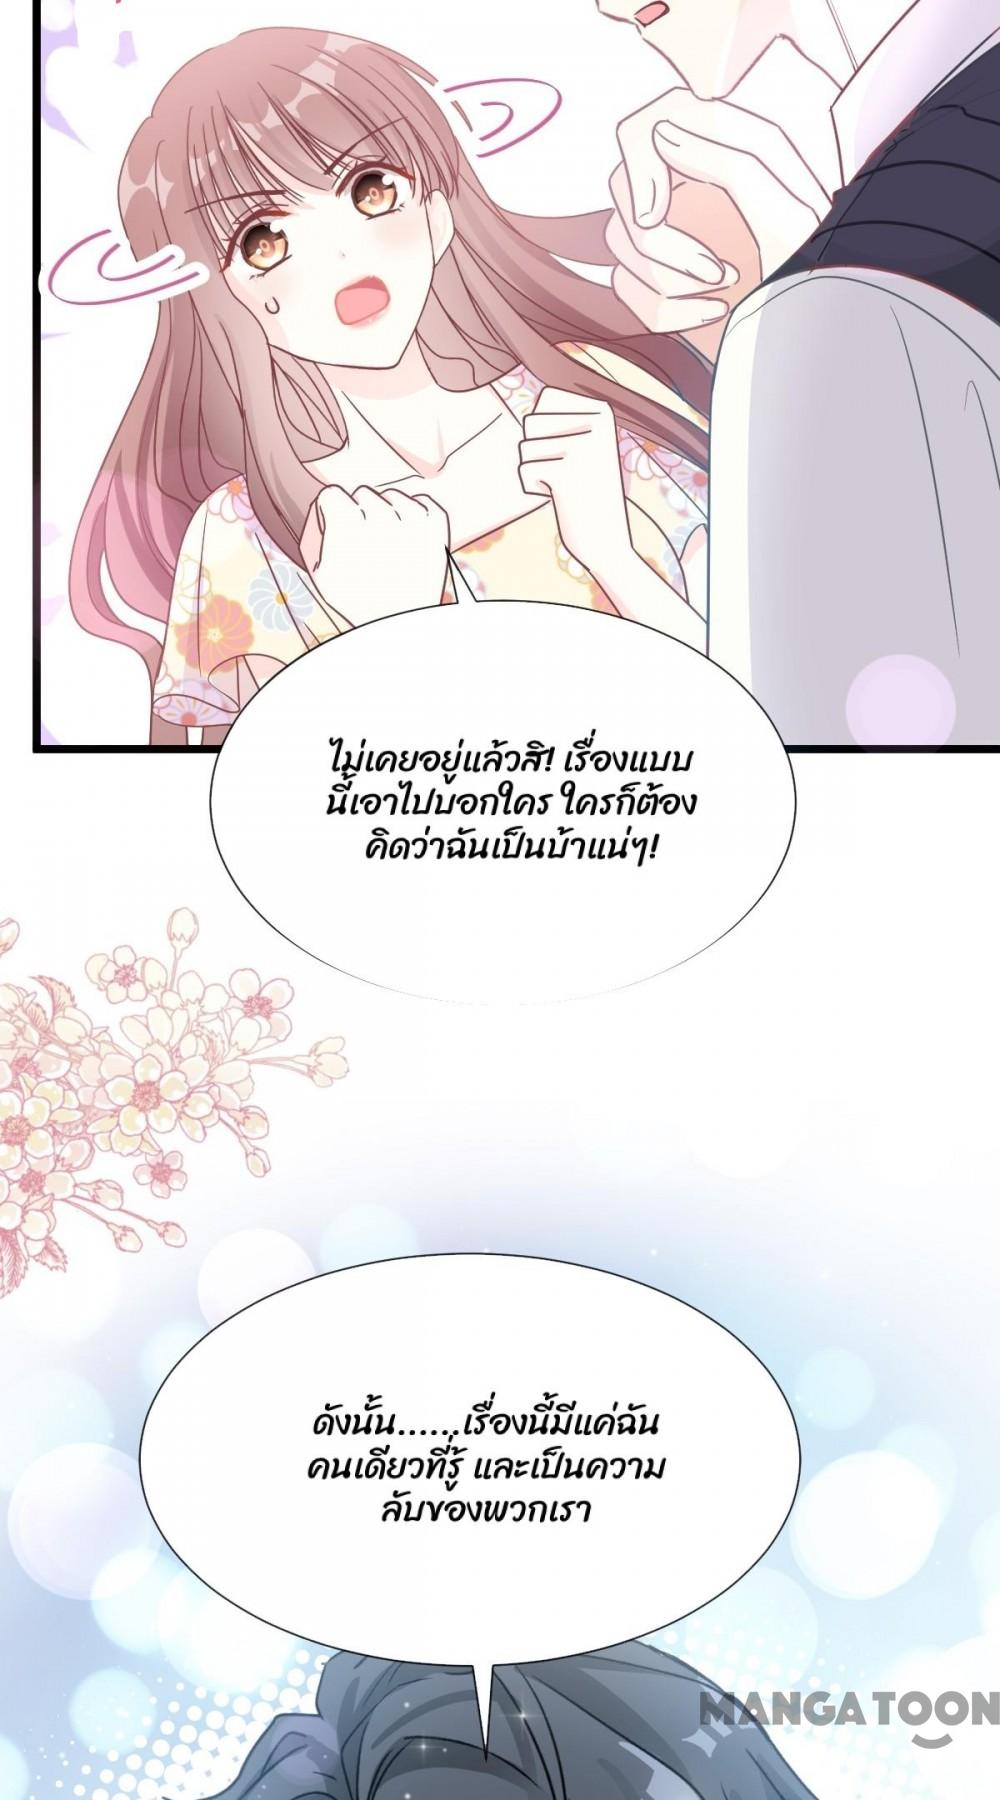 ไม่เคยอยู่แล้วสิ! เรื่องแบบ
นี้เอาไปบอกใคร ใครก็ต้อง
คิดว่าฉันเป็นบ้าแน่ๆ!
ดังนั้น......เรื่องนี้มีแค่ฉัน
คนเดียวที่รู้ และเป็นความ
ลับของพวกเรา
MANGATOON